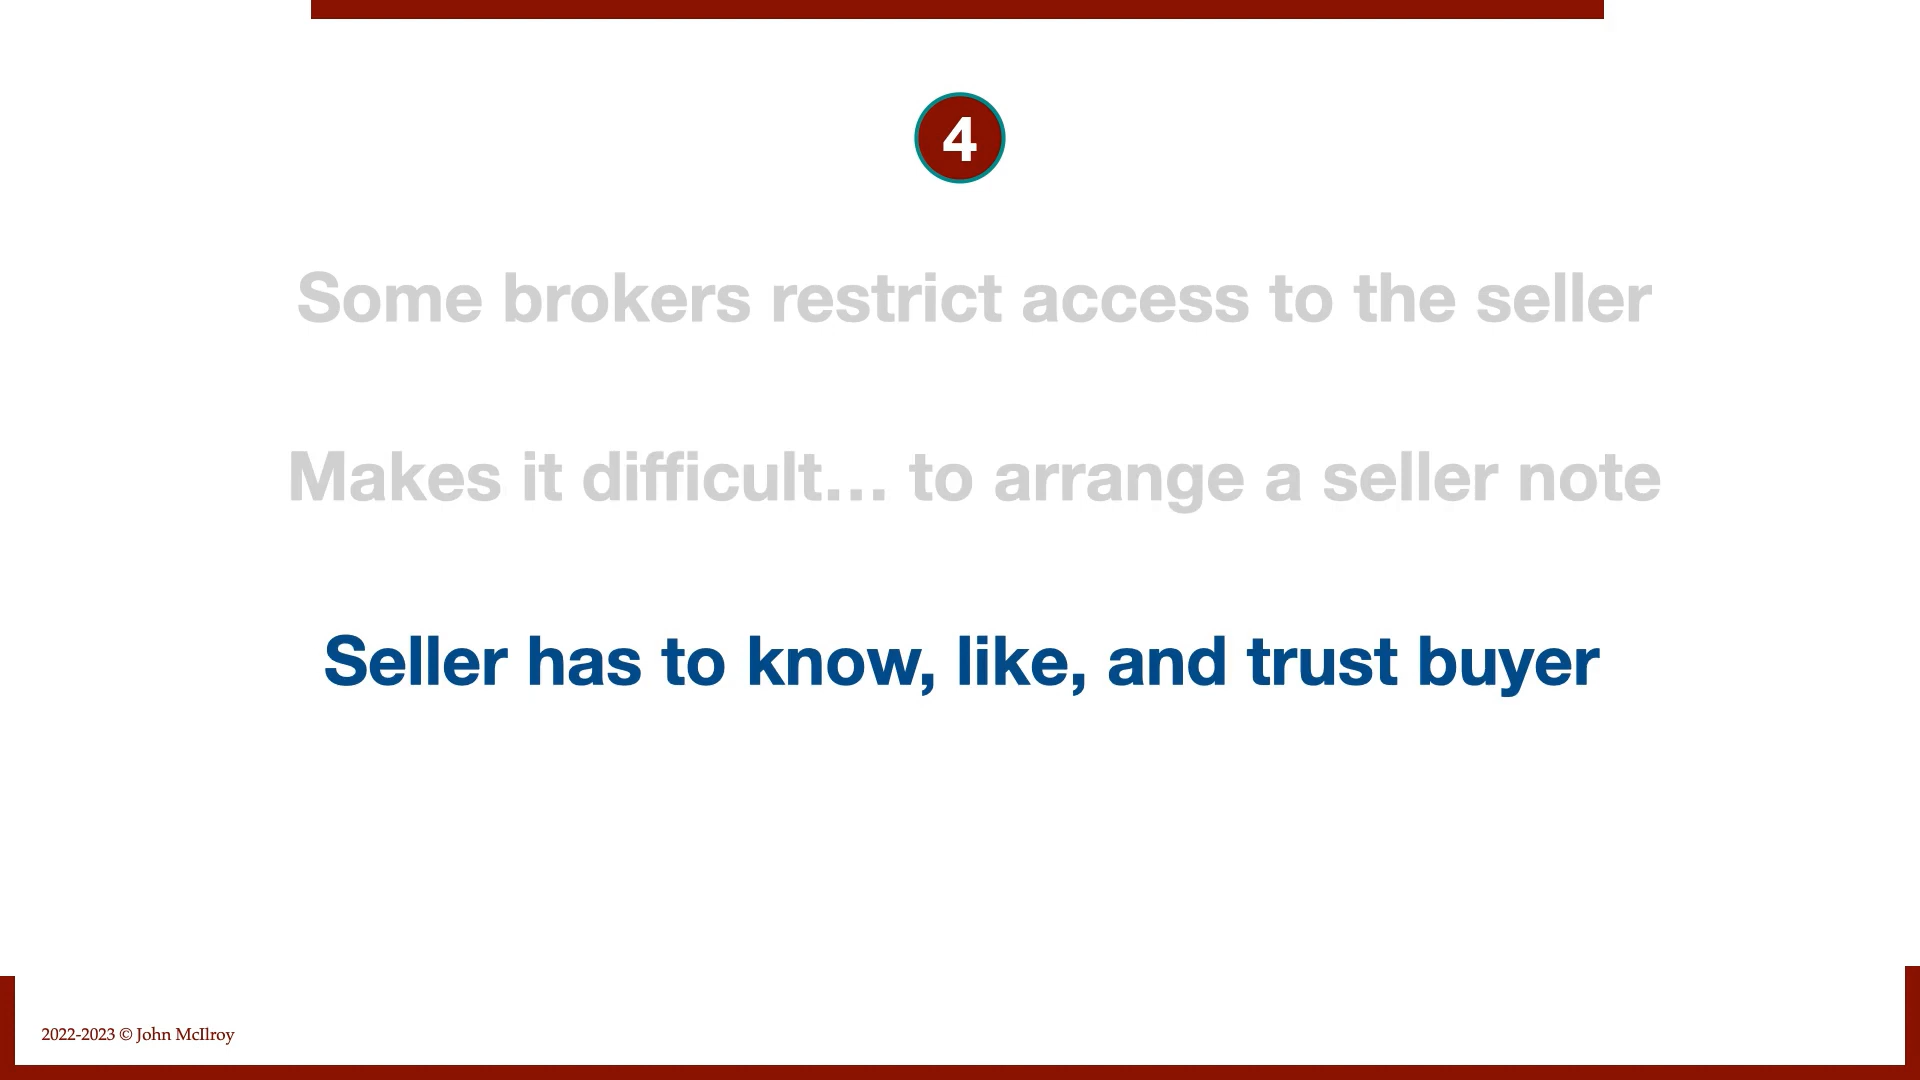 4
Some brokers restrict access to the seller
Makes it difficult… to arrange a seller note
Seller has to know, like, and trust buyer
2022-2023 © John McIlroy